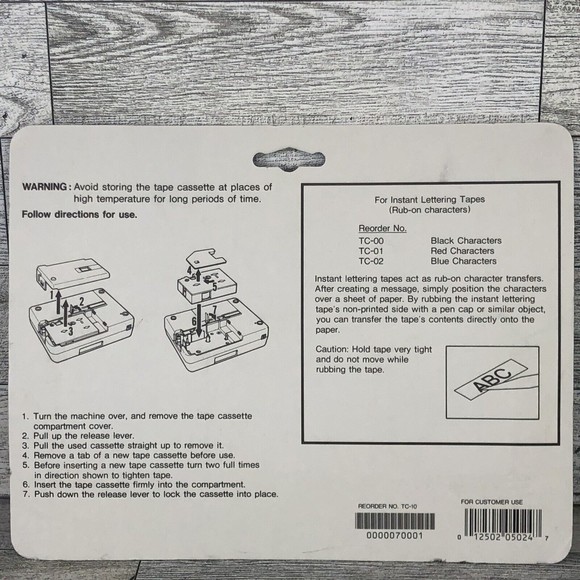 WARNING: Avoid storing the tape cassette at places of
high temperature for long periods of time.
Follow directions for use.
1
2
3
4
5
6
7
1. Turn the machine over, and remove the tape cassette
compartment cover.
2. Pull up the release lever.
3. Pull the used cassette straight up to remove it.
4. Remove a tab of a new tape cassette before use.
5. Before inserting a new tape cassette turn two full times
in direction shown to tighten tape.
6. Insert the tape cassette firmly into the compartment.
7. Push down the release lever to lock the cassette into place.
For Instant Lettering Tapes
(Rub-on characters)
Reorder No.
TC-00 Black Characters
TC-01 Red Characters
TC-02 Blue Characters
Instant lettering tapes act as rub-on character transfers.
After creating a message, simply position the characters
over a sheet of paper. By rubbing the instant lettering
tape's non-printed side with a pen cap or similar object,
you can transfer the tape's contents directly onto the
paper.
Caution: Hold tape very tight
and do not move while
rubbing the tape.
ABC
REORDER NO. TC-10
0000070001
FOR CUSTOMER USE
0 12502 05024 7